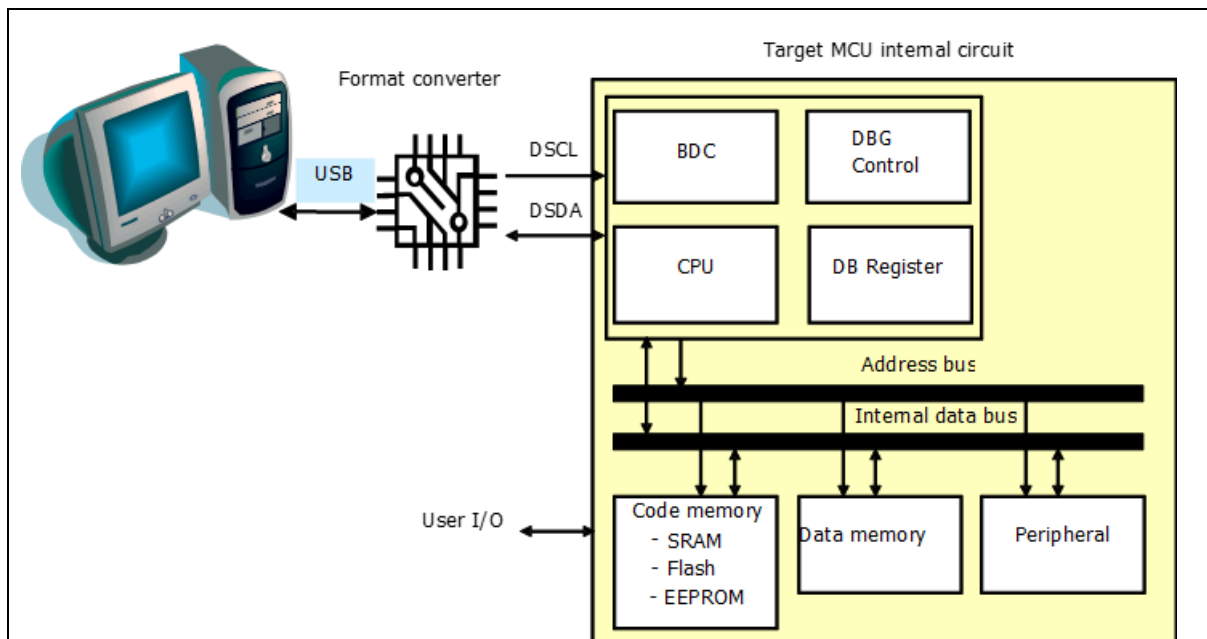 Target MCU internal circuit
Format converter
USB
DSCL
DSDA
BDC
DBG
Control
CPU
DB Register
Address bus
Internal data bus
User I/O
Code memory
- SRAM
- Flash
- EEPROM
Data memory
Peripheral